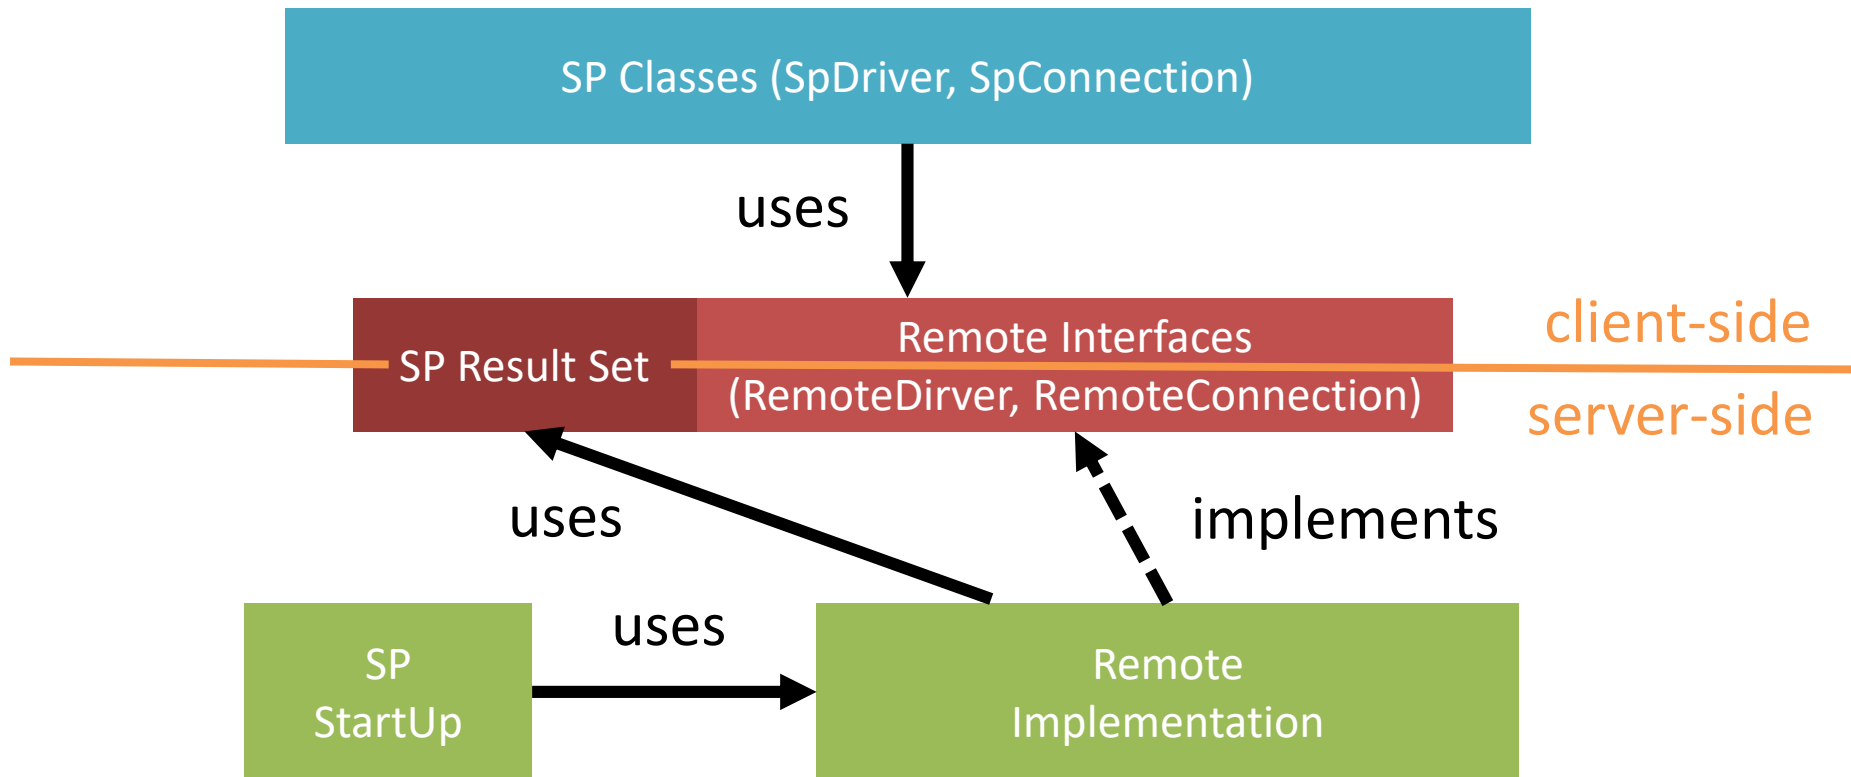 SP Classes (SpDriver, SpConnection)
uses
SP Result Set
Remote Interfaces
(RemoteDirver, RemoteConnection)
client-side
server-side
uses
implements
uses
SP
StartUp
Remote
Implementation